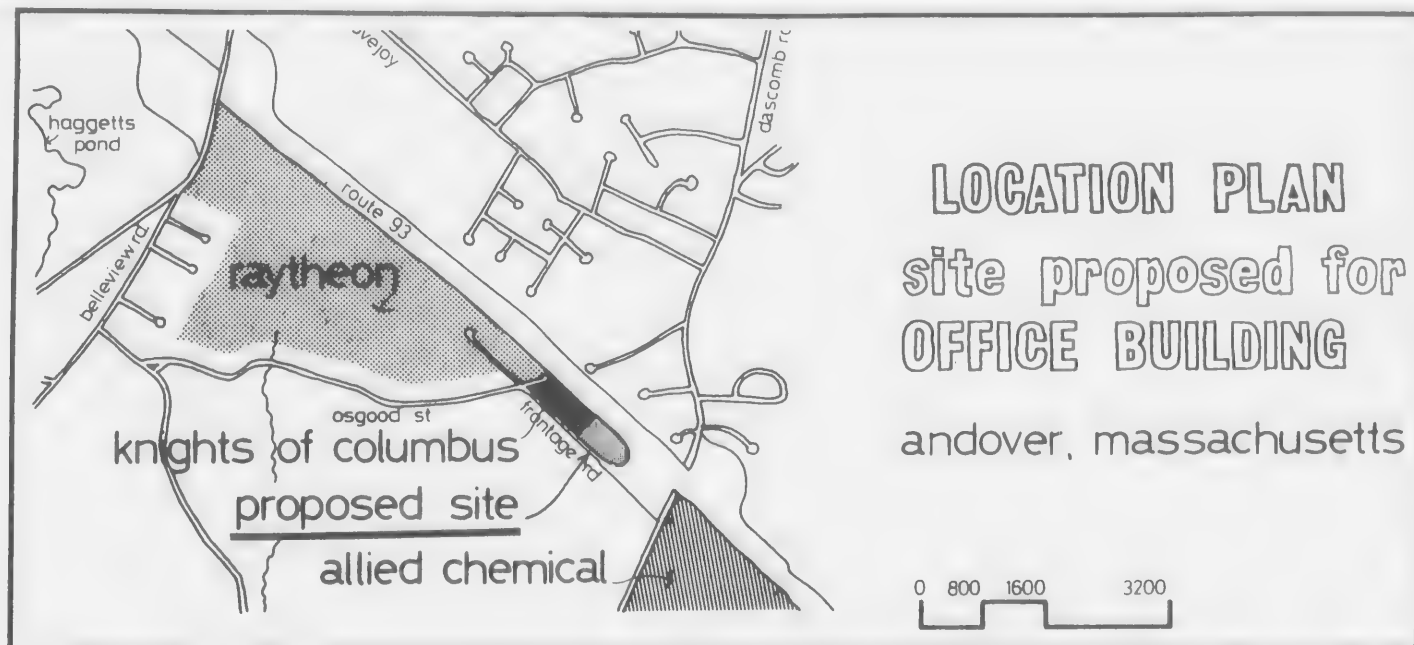 lovejoy
dascomb rd
haggetts
pond
route 93
belleview rd.
raytheon
osgood st
frontage rd
knights of columbus
proposed site
allied chemical
LOCATION PLAN
site proposed for
OFFICE BUILDING
andover, massachusetts
0 800 1600 3200